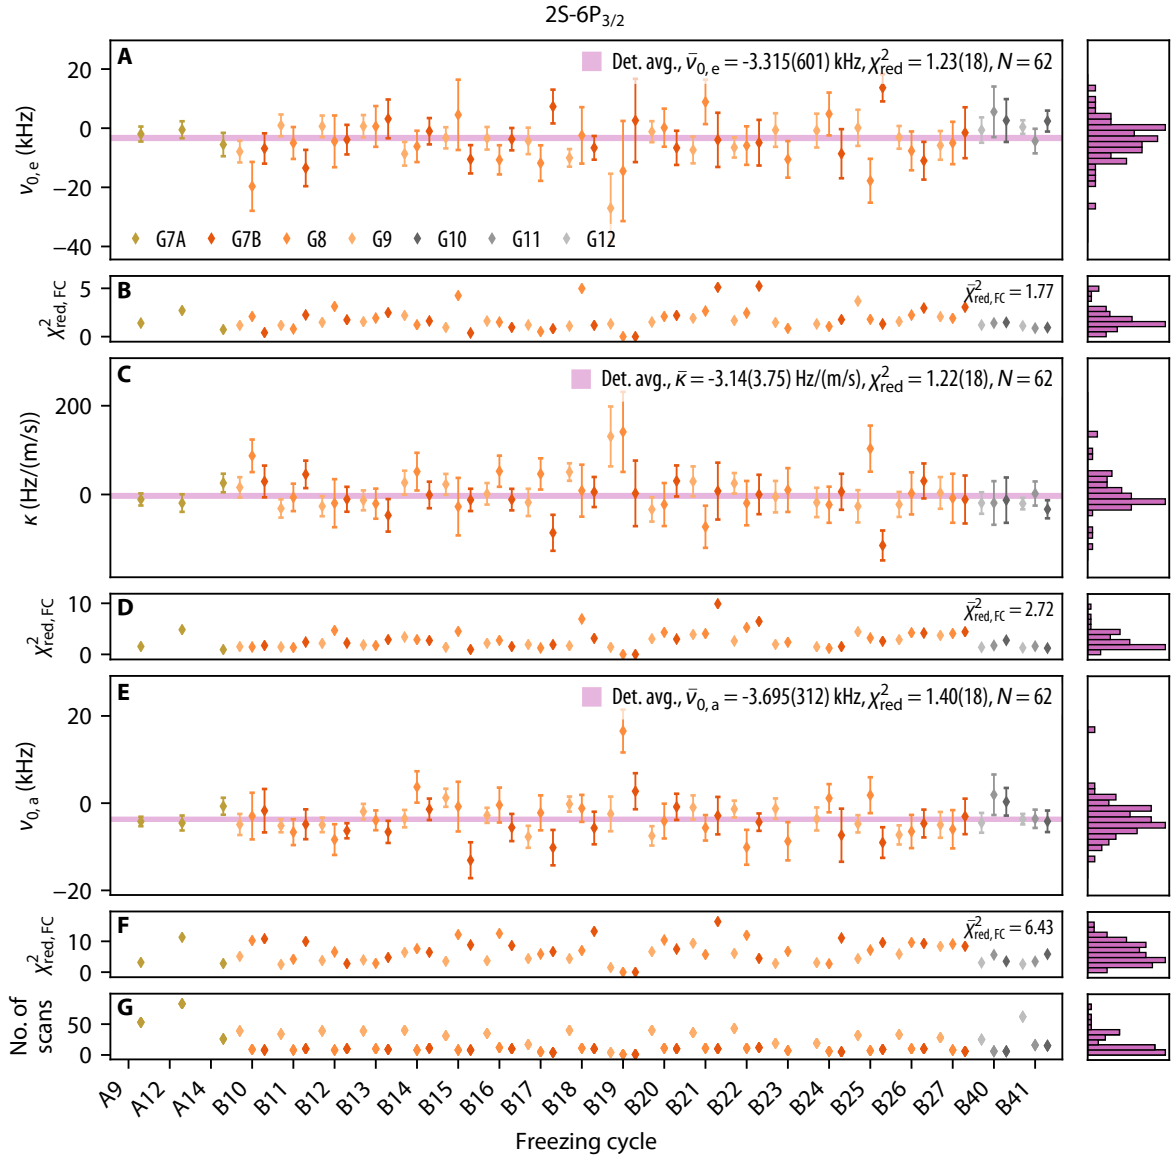 2S-6P3/2
A
Det. avg., ν̄0, e = -3.315(601) kHz, χ²red = 1.23(18), N = 62
20
0
−20
−40
ν0, e (kHz)
G7A G7B G8 G9 G10 G11 G12
B
χ̄²red, FC = 1.77
5
0
χ²red, FC
C
Det. avg., κ̄ = -3.14(3.75) Hz/(m/s), χ²red = 1.22(18), N = 62
200
0
κ (Hz/(m/s))
D
χ̄²red, FC = 2.72
10
0
χ²red, FC
E
Det. avg., ν̄0, a = -3.695(312) kHz, χ²red = 1.40(18), N = 62
20
0
−20
ν0, a (kHz)
F
χ̄²red, FC = 6.43
10
0
χ²red, FC
G
50
0
No. of
scans
A9 A12 A14 B10 B11 B12 B13 B14 B15 B16 B17 B18 B19 B20 B21 B22 B23 B24 B25 B26 B27 B40 B41
Freezing cycle